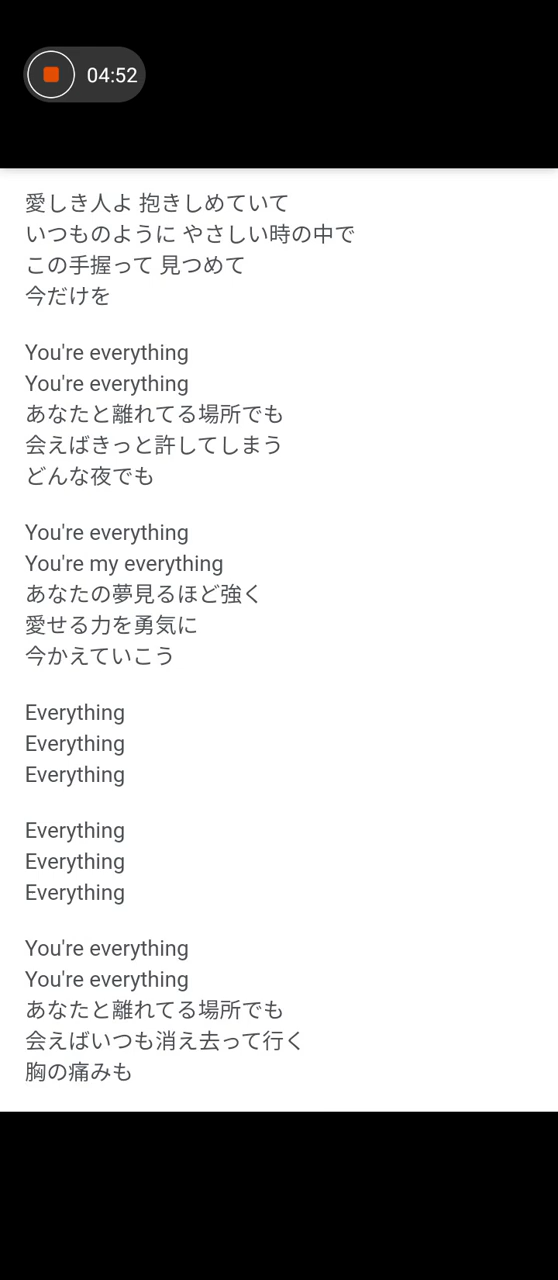 04:52
愛しき人よ 抱きしめていて
いつものように やさしい時の中で
この手握って 見つめて
今だけを
You're everything
You're everything
あなたと離れてる場所でも
会えばきっと許してしまう
どんな夜でも
You're everything
You're my everything
あなたの夢見るほど強く
愛せる力を勇気に
今かえていこう
Everything
Everything
Everything
Everything
Everything
Everything
You're everything
You're everything
あなたと離れてる場所でも
会えばいつも消え去って行く
胸の痛みも